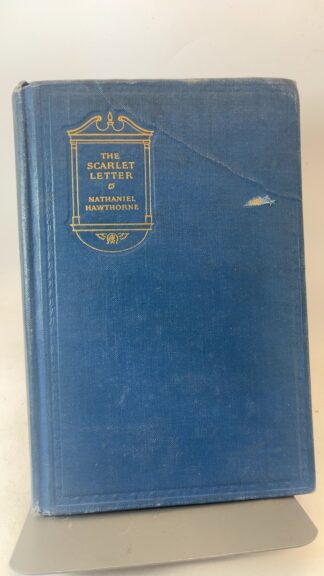 THE
SCARLET
LETTER
NATHANIEL
HAWTHORNE